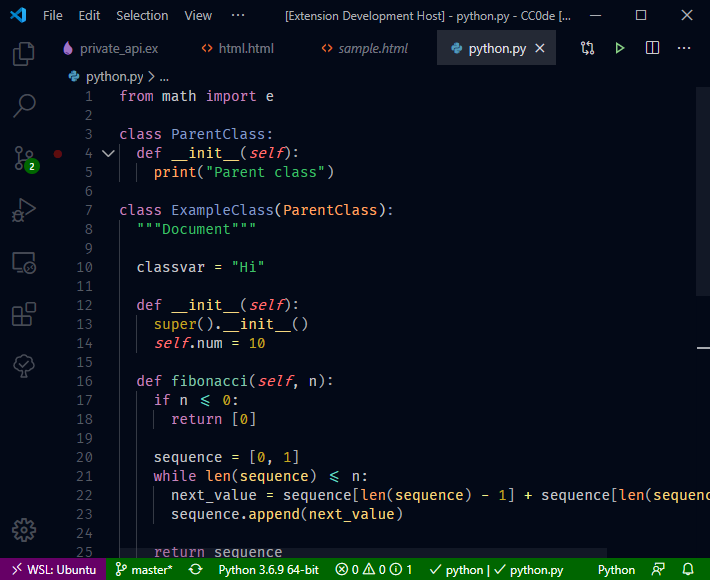 File Edit Selection View ··· [Extension Development Host] - python.py - CC0de [...
private_api.ex <> html.html <> sample.html python.py ×
python.py > ...
1 from math import e
2
3 class ParentClass:
4 def __init__(self):
5 print("Parent class")
6
7 class ExampleClass(ParentClass):
8 """Document"""
9
10 classvar = "Hi"
11
12 def __init__(self):
13 super().__init__()
14 self.num = 10
15
16 def fibonacci(self, n):
17 if n ⩽ 0:
18 return [0]
19
20 sequence = [0, 1]
21 while len(sequence) ⩽ n:
2
22 next_value = sequence[len(sequence) - 1] + sequence[len(sequenc
23 sequence.append(next_value)
24
25 return sequence
WSL: Ubuntu master* Python 3.6.9 64-bit 0 0 1 ✓ python | ✓ python.py Python